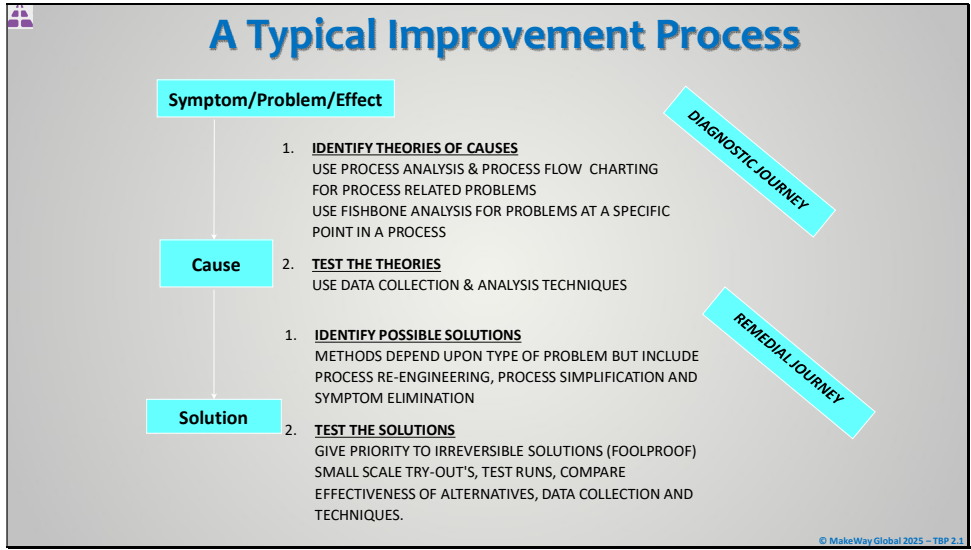 A Typical Improvement Process
Symptom/Problem/Effect
DIAGNOSTIC JOURNEY
1. IDENTIFY THEORIES OF CAUSES
USE PROCESS ANALYSIS & PROCESS FLOW CHARTING
FOR PROCESS RELATED PROBLEMS
USE FISHBONE ANALYSIS FOR PROBLEMS AT A SPECIFIC
POINT IN A PROCESS
Cause
2. TEST THE THEORIES
USE DATA COLLECTION & ANALYSIS TECHNIQUES
REMEDIAL JOURNEY
1. IDENTIFY POSSIBLE SOLUTIONS
METHODS DEPEND UPON TYPE OF PROBLEM BUT INCLUDE
PROCESS RE-ENGINEERING, PROCESS SIMPLIFICATION AND
SYMPTOM ELIMINATION
Solution
2. TEST THE SOLUTIONS
GIVE PRIORITY TO IRREVERSIBLE SOLUTIONS (FOOLPROOF)
SMALL SCALE TRY-OUT'S, TEST RUNS, COMPARE
EFFECTIVENESS OF ALTERNATIVES, DATA COLLECTION AND
TECHNIQUES.
© MakeWay Global 2025 – TBP 2.1